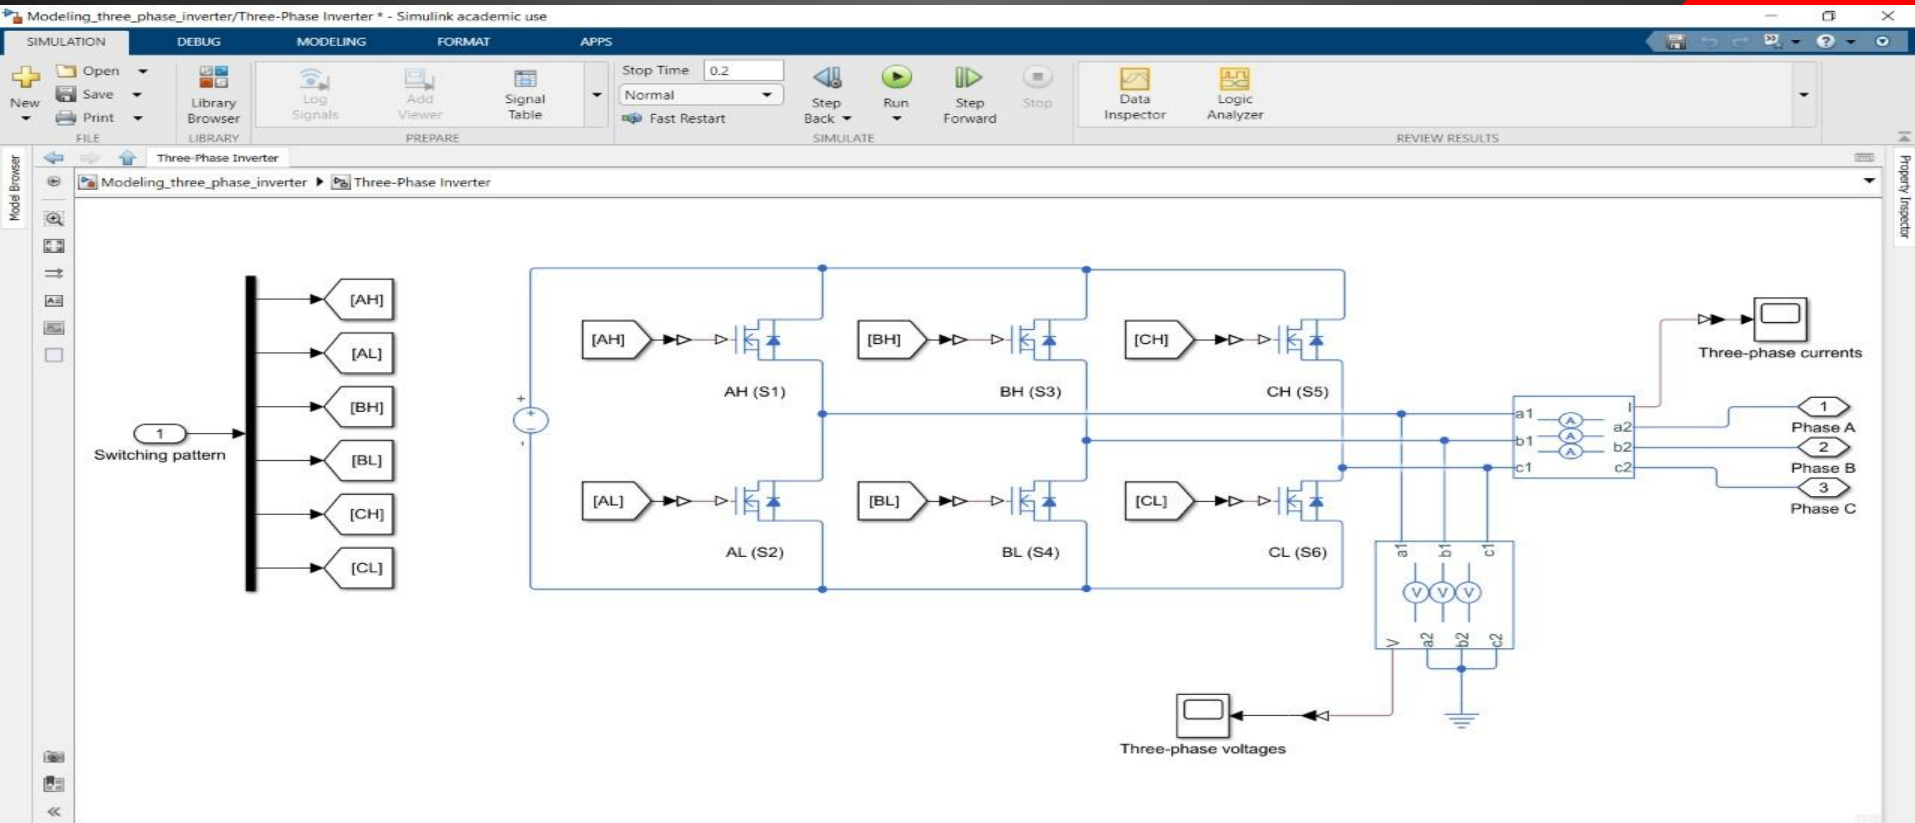 Modeling_three_phase_inverter/Three-Phase Inverter * - Simulink academic use
SIMULATION DEBUG MODELING FORMAT APPS
New
Open
Save
Print
FILE
Library Browser
LIBRARY
Log Signals
Add Viewer
Signal Table
PREPARE
Stop Time 0.2
Normal
Fast Restart
Step Back
Run
Step Forward
Stop
SIMULATE
Data Inspector
Logic Analyzer
REVIEW RESULTS
Model Browser
Property Inspector
Three-Phase Inverter
Modeling_three_phase_inverter Three-Phase Inverter
1
Switching pattern
[AH]
[AL]
[BH]
[BL]
[CH]
[CL]
+
-
[AH]
AH (S1)
[BH]
BH (S3)
[CH]
CH (S5)
[AL]
AL (S2)
[BL]
BL (S4)
[CL]
CL (S6)
Three-phase currents
a1 I
b1 a2
c1 b2
c2
A
A
A
1
Phase A
2
Phase B
3
Phase C
a1 b1 c1
V V V
V a2 b2 c2
Three-phase voltages